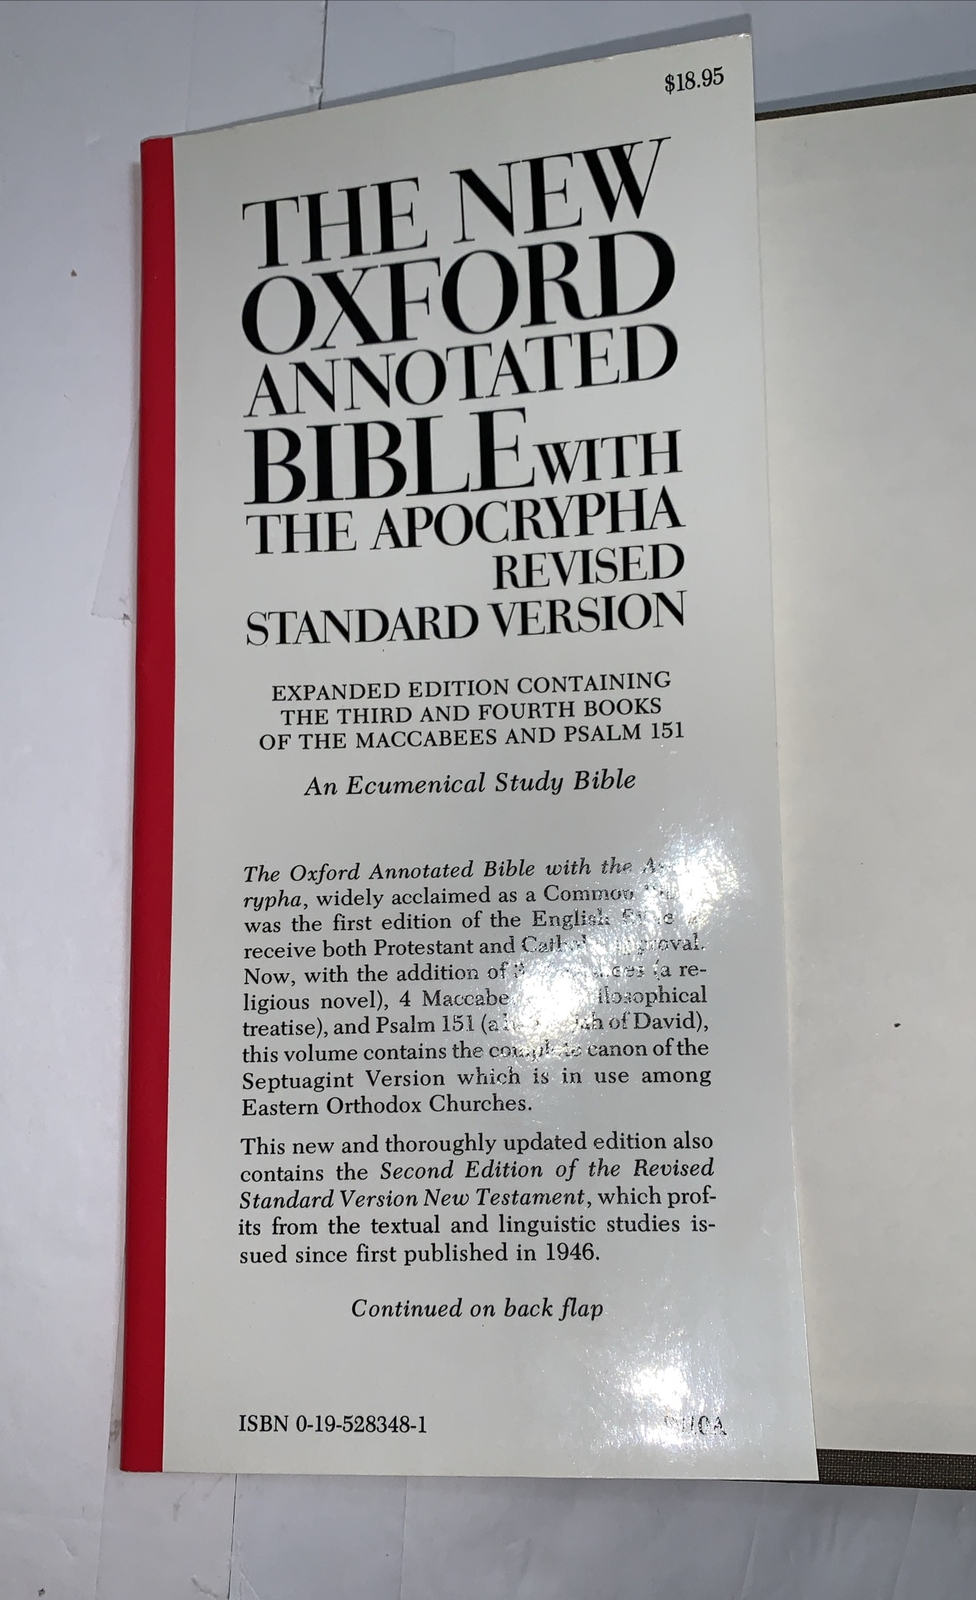 $18.95
THE NEW
OXFORD
ANNOTATED
BIBLE WITH
THE APOCRYPHA
REVISED
STANDARD VERSION
EXPANDED EDITION CONTAINING
THE THIRD AND FOURTH BOOKS
OF THE MACCABEES AND PSALM 151
An Ecumenical Study Bible
The Oxford Annotated Bible with the
rypha, widely acclaimed as a Common
was the first edition of the English
receive both Protestant and
Now, with the addition of (a re-
ligious novel), 4
treatise), and Psalm 151 of David),
this volume contains the complete canon of the
Septuagint Version which is in use among
Eastern Orthodox Churches.
This new and thoroughly updated edition also
contains the Second Edition of the Revised
Standard Version New Testament, which prof-
its from the textual and linguistic studies is-
sued since first published in 1946.
Continued on back flap
ISBN 0-19-528348-1